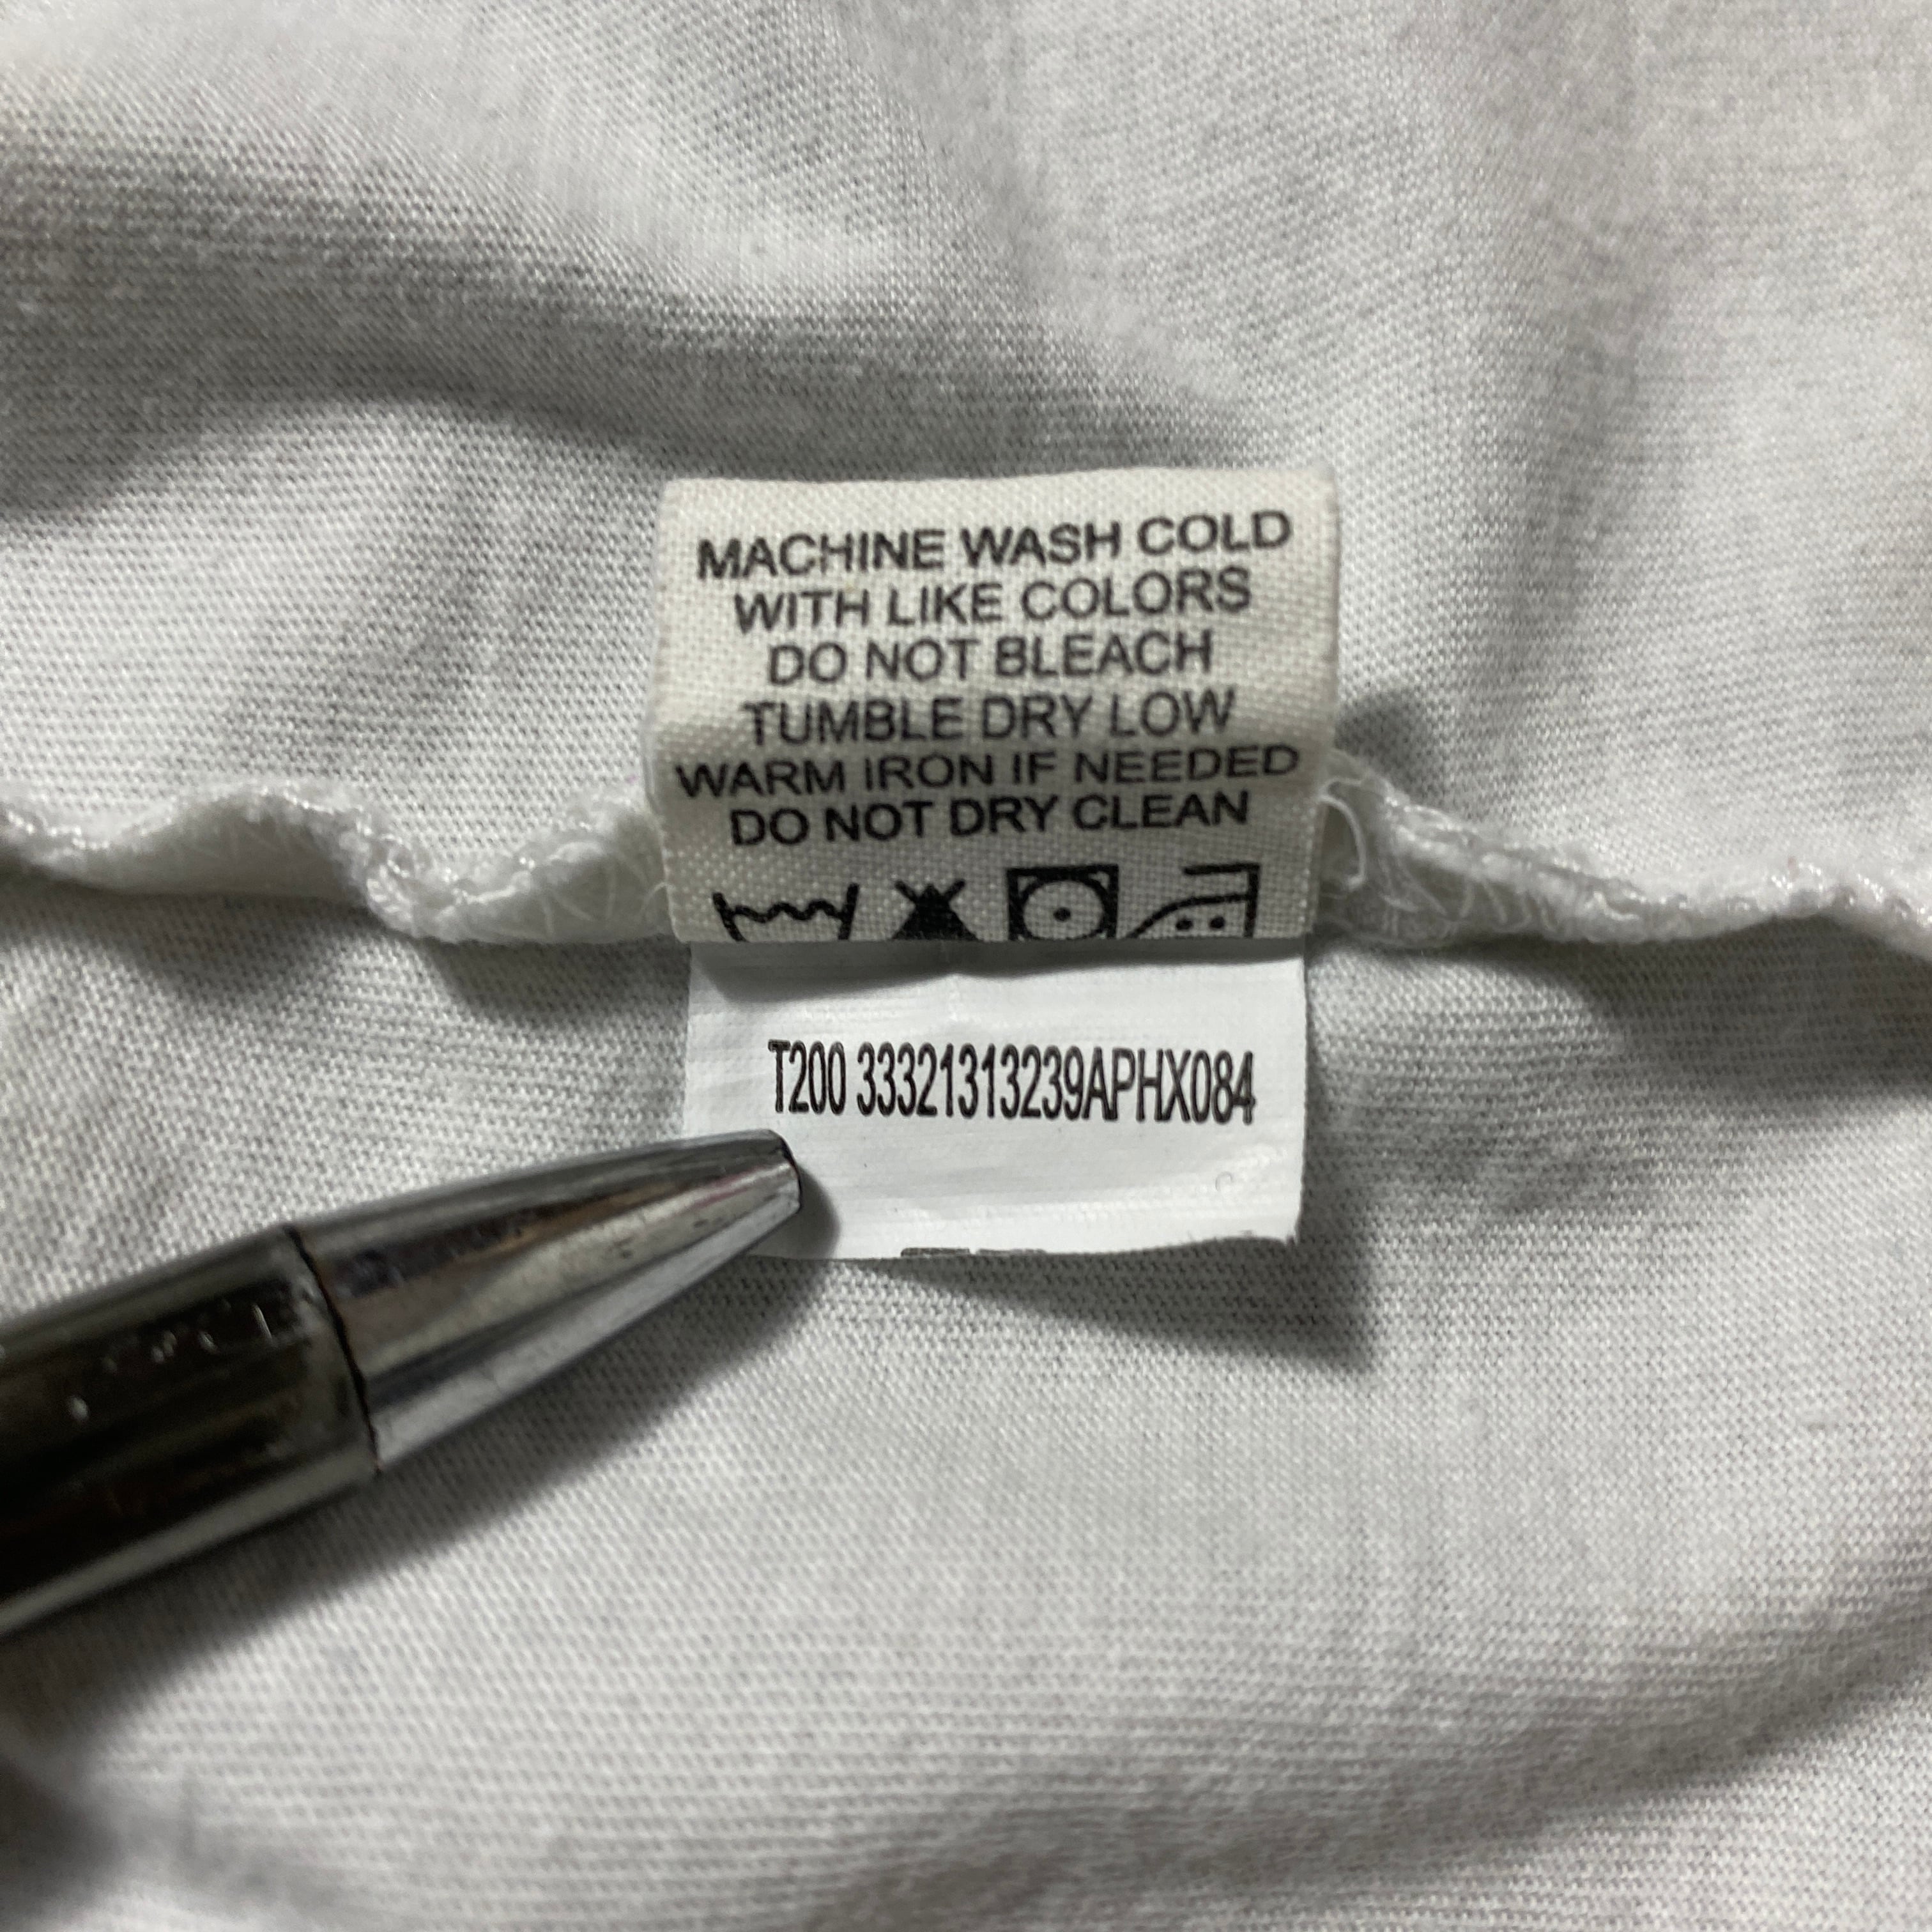 MACHINE WASH COLD
WITH LIKE COLORS
DO NOT BLEACH
TUMBLE DRY LOW
WARM IRON IF NEEDED
DO NOT DRY CLEAN
T200 33321313239APHX084